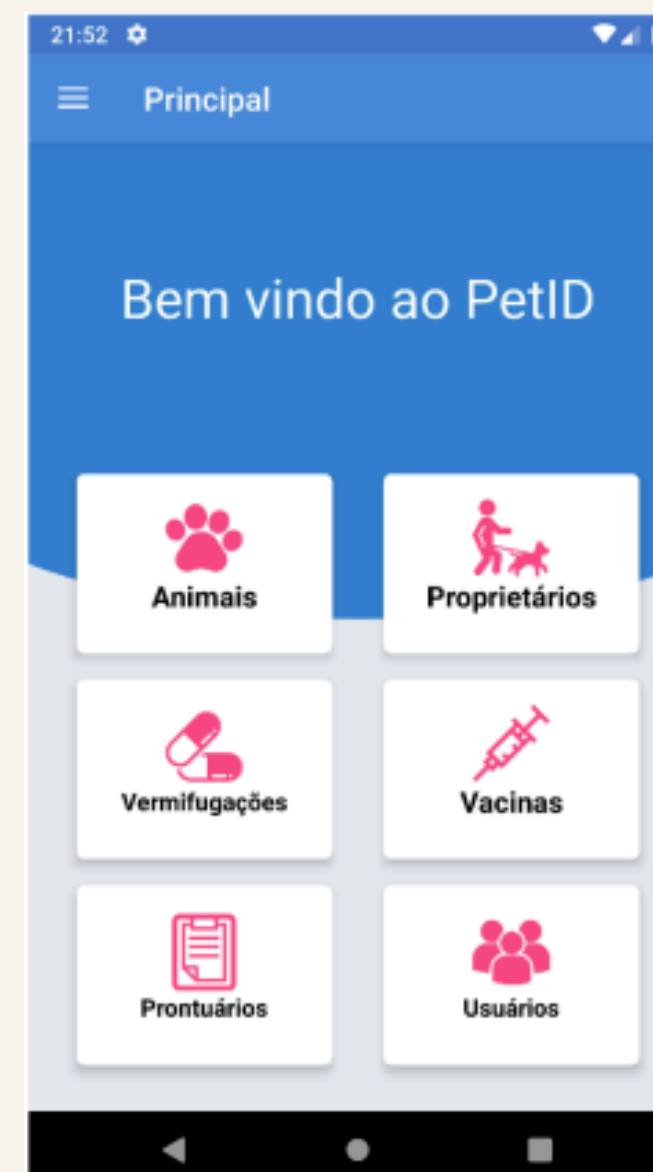 21:52
Principal
Bem vindo ao PetID
Animais
Proprietários
Vermifugações
Vacinas
Prontuários
Usuários